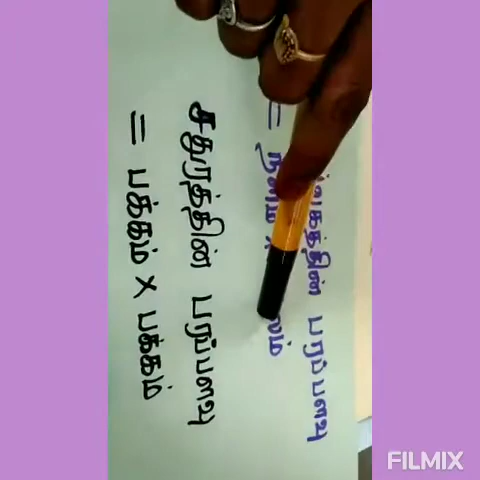 பரப்பளவு
=
சதுரத்தின் பரப்பளவு
= பக்கம் × பக்கம்
FILMIX